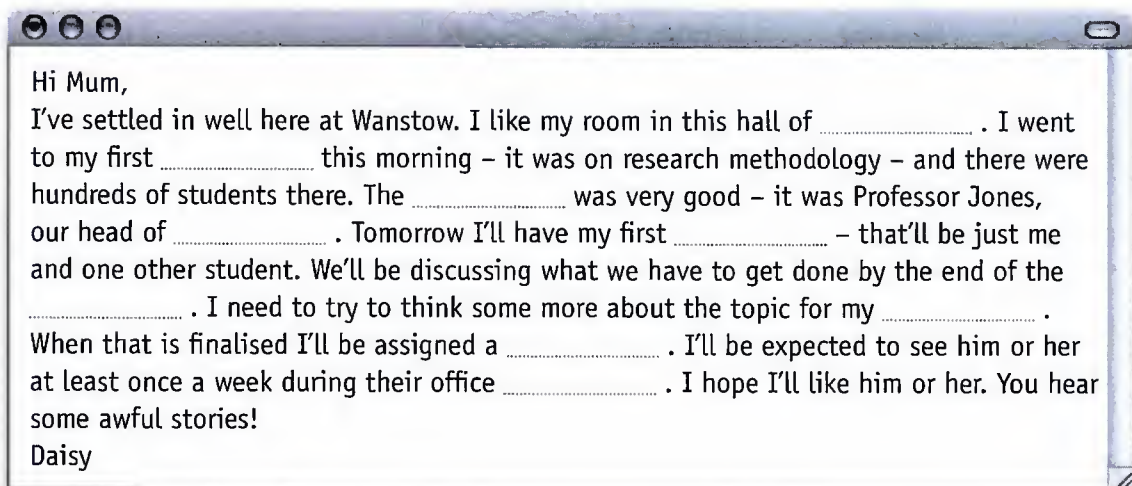 Hi Mum,
I've settled in well here at Wanstow. I like my room in this hall of ........................ . I went
to my first ........................ this morning – it was on research methodology – and there were
hundreds of students there. The ........................ was very good – it was Professor Jones,
our head of ........................ . Tomorrow I'll have my first ........................ – that'll be just me
and one other student. We'll be discussing what we have to get done by the end of the
........................ . I need to try to think some more about the topic for my ........................ .
When that is finalised I'll be assigned a ........................ . I'll be expected to see him or her
at least once a week during their office ........................ . I hope I'll like him or her. You hear
some awful stories!
Daisy